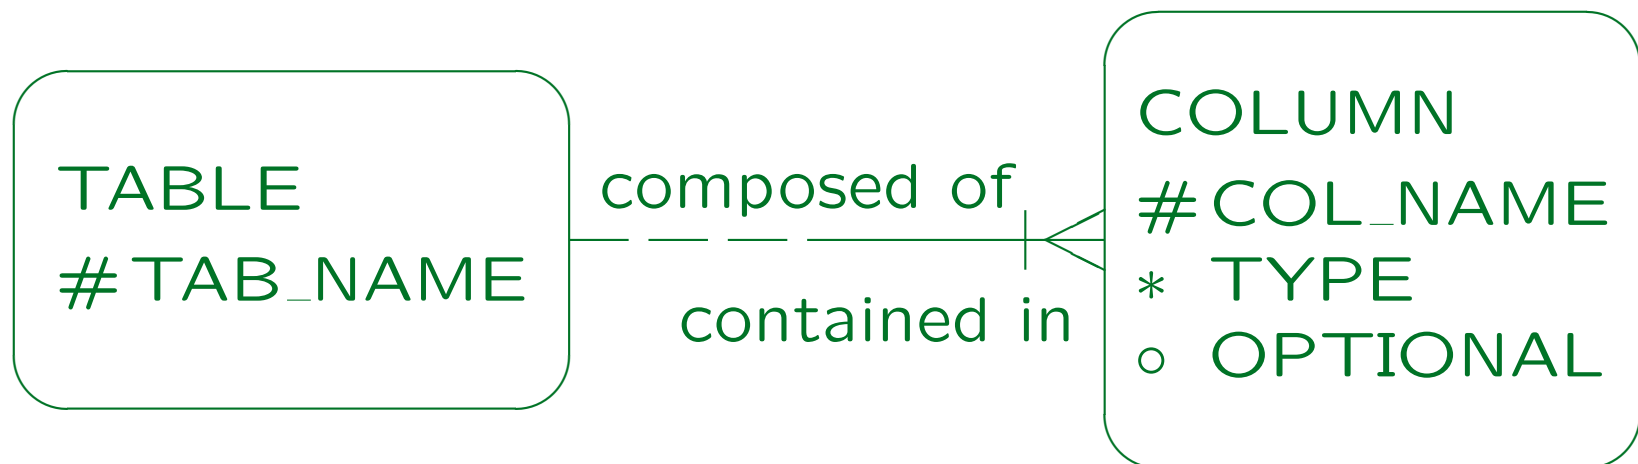 TABLE
#TAB_NAME
composed of
contained in
COLUMN
#COL_NAME
* TYPE
○ OPTIONAL